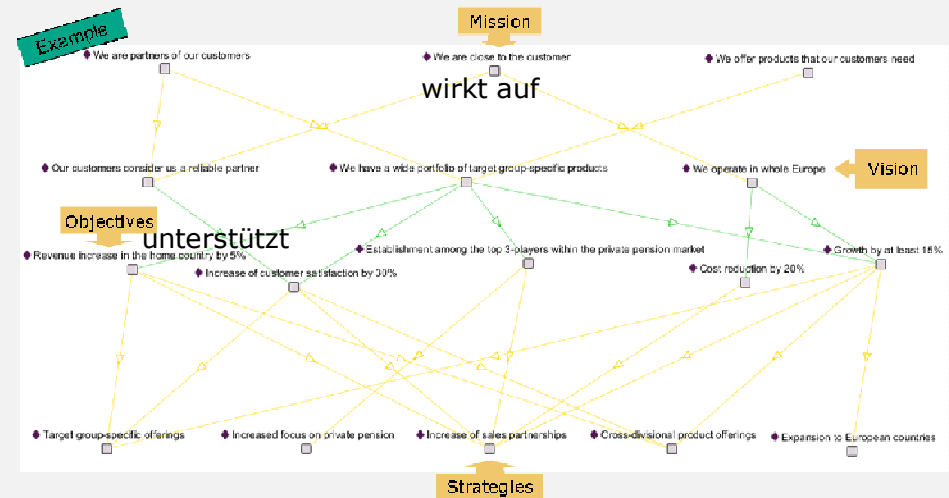 Mission
Example
We are partners of our customers
We are close to the customer
We offer products that our customers need
wirkt auf
Our customers consider us a reliable partner
We have a wide portfolio of target group-specific products
We operate in whole Europe
Vision
Objectives
unterstützt
Revenue increase in the home country by 5%
Increase of customer satisfaction by 30%
Establishment among the top 3-players within the private pension market
Cost reduction by 20%
Growth by at least 15%
Target group-specific offerings
Increased focus on private pension
Increase of sales partnerships
Cross-divisional product offerings
Expansion to European countries
Strategies